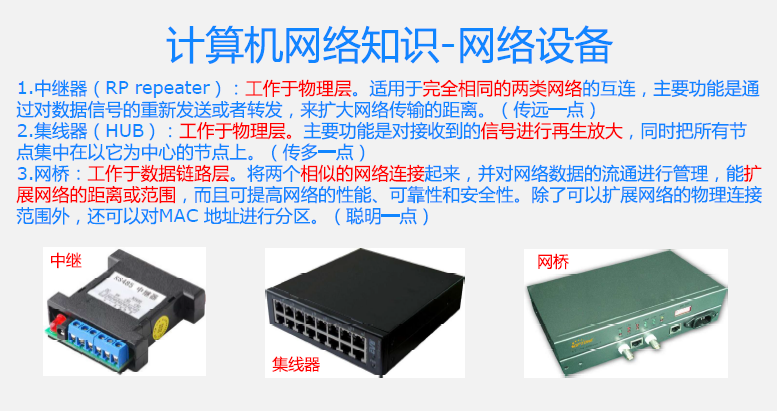 计算机网络知识-网络设备
1.中继器（RP repeater）：工作于物理层。适用于完全相同的两类网络的互连，主要功能是通
过对数据信号的重新发送或者转发，来扩大网络传输的距离。（传远一点）
2.集线器（HUB）：工作于物理层。主要功能是对接收到的信号进行再生放大，同时把所有节
点集中在以它为中心的节点上。（传多一点）
3.网桥：工作于数据链路层。将两个相似的网络连接起来，并对网络数据的流通进行管理，能扩
展网络的距离或范围，而且可提高网络的性能、可靠性和安全性。除了可以扩展网络的物理连接
范围外，还可以对MAC 地址进行分区。（聪明一点）
中继
RS485 中继器
集线器
网桥